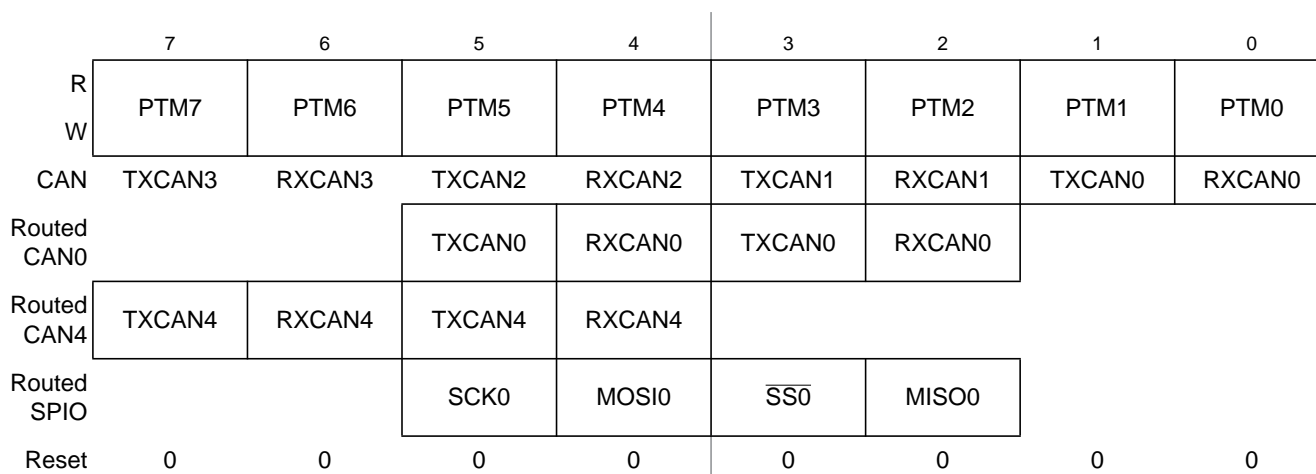 7 6 5 4 3 2 1 0
R
W
PTM7 PTM6 PTM5 PTM4 PTM3 PTM2 PTM1 PTM0
CAN TXCAN3 RXCAN3 TXCAN2 RXCAN2 TXCAN1 RXCAN1 TXCAN0 RXCAN0
Routed
CAN0
TXCAN0 RXCAN0 TXCAN0 RXCAN0
Routed
CAN4
TXCAN4 RXCAN4 TXCAN4 RXCAN4
Routed
SPIO
SCK0 MOSI0 S̅S̅0̅ MISO0
Reset 0 0 0 0 0 0 0 0